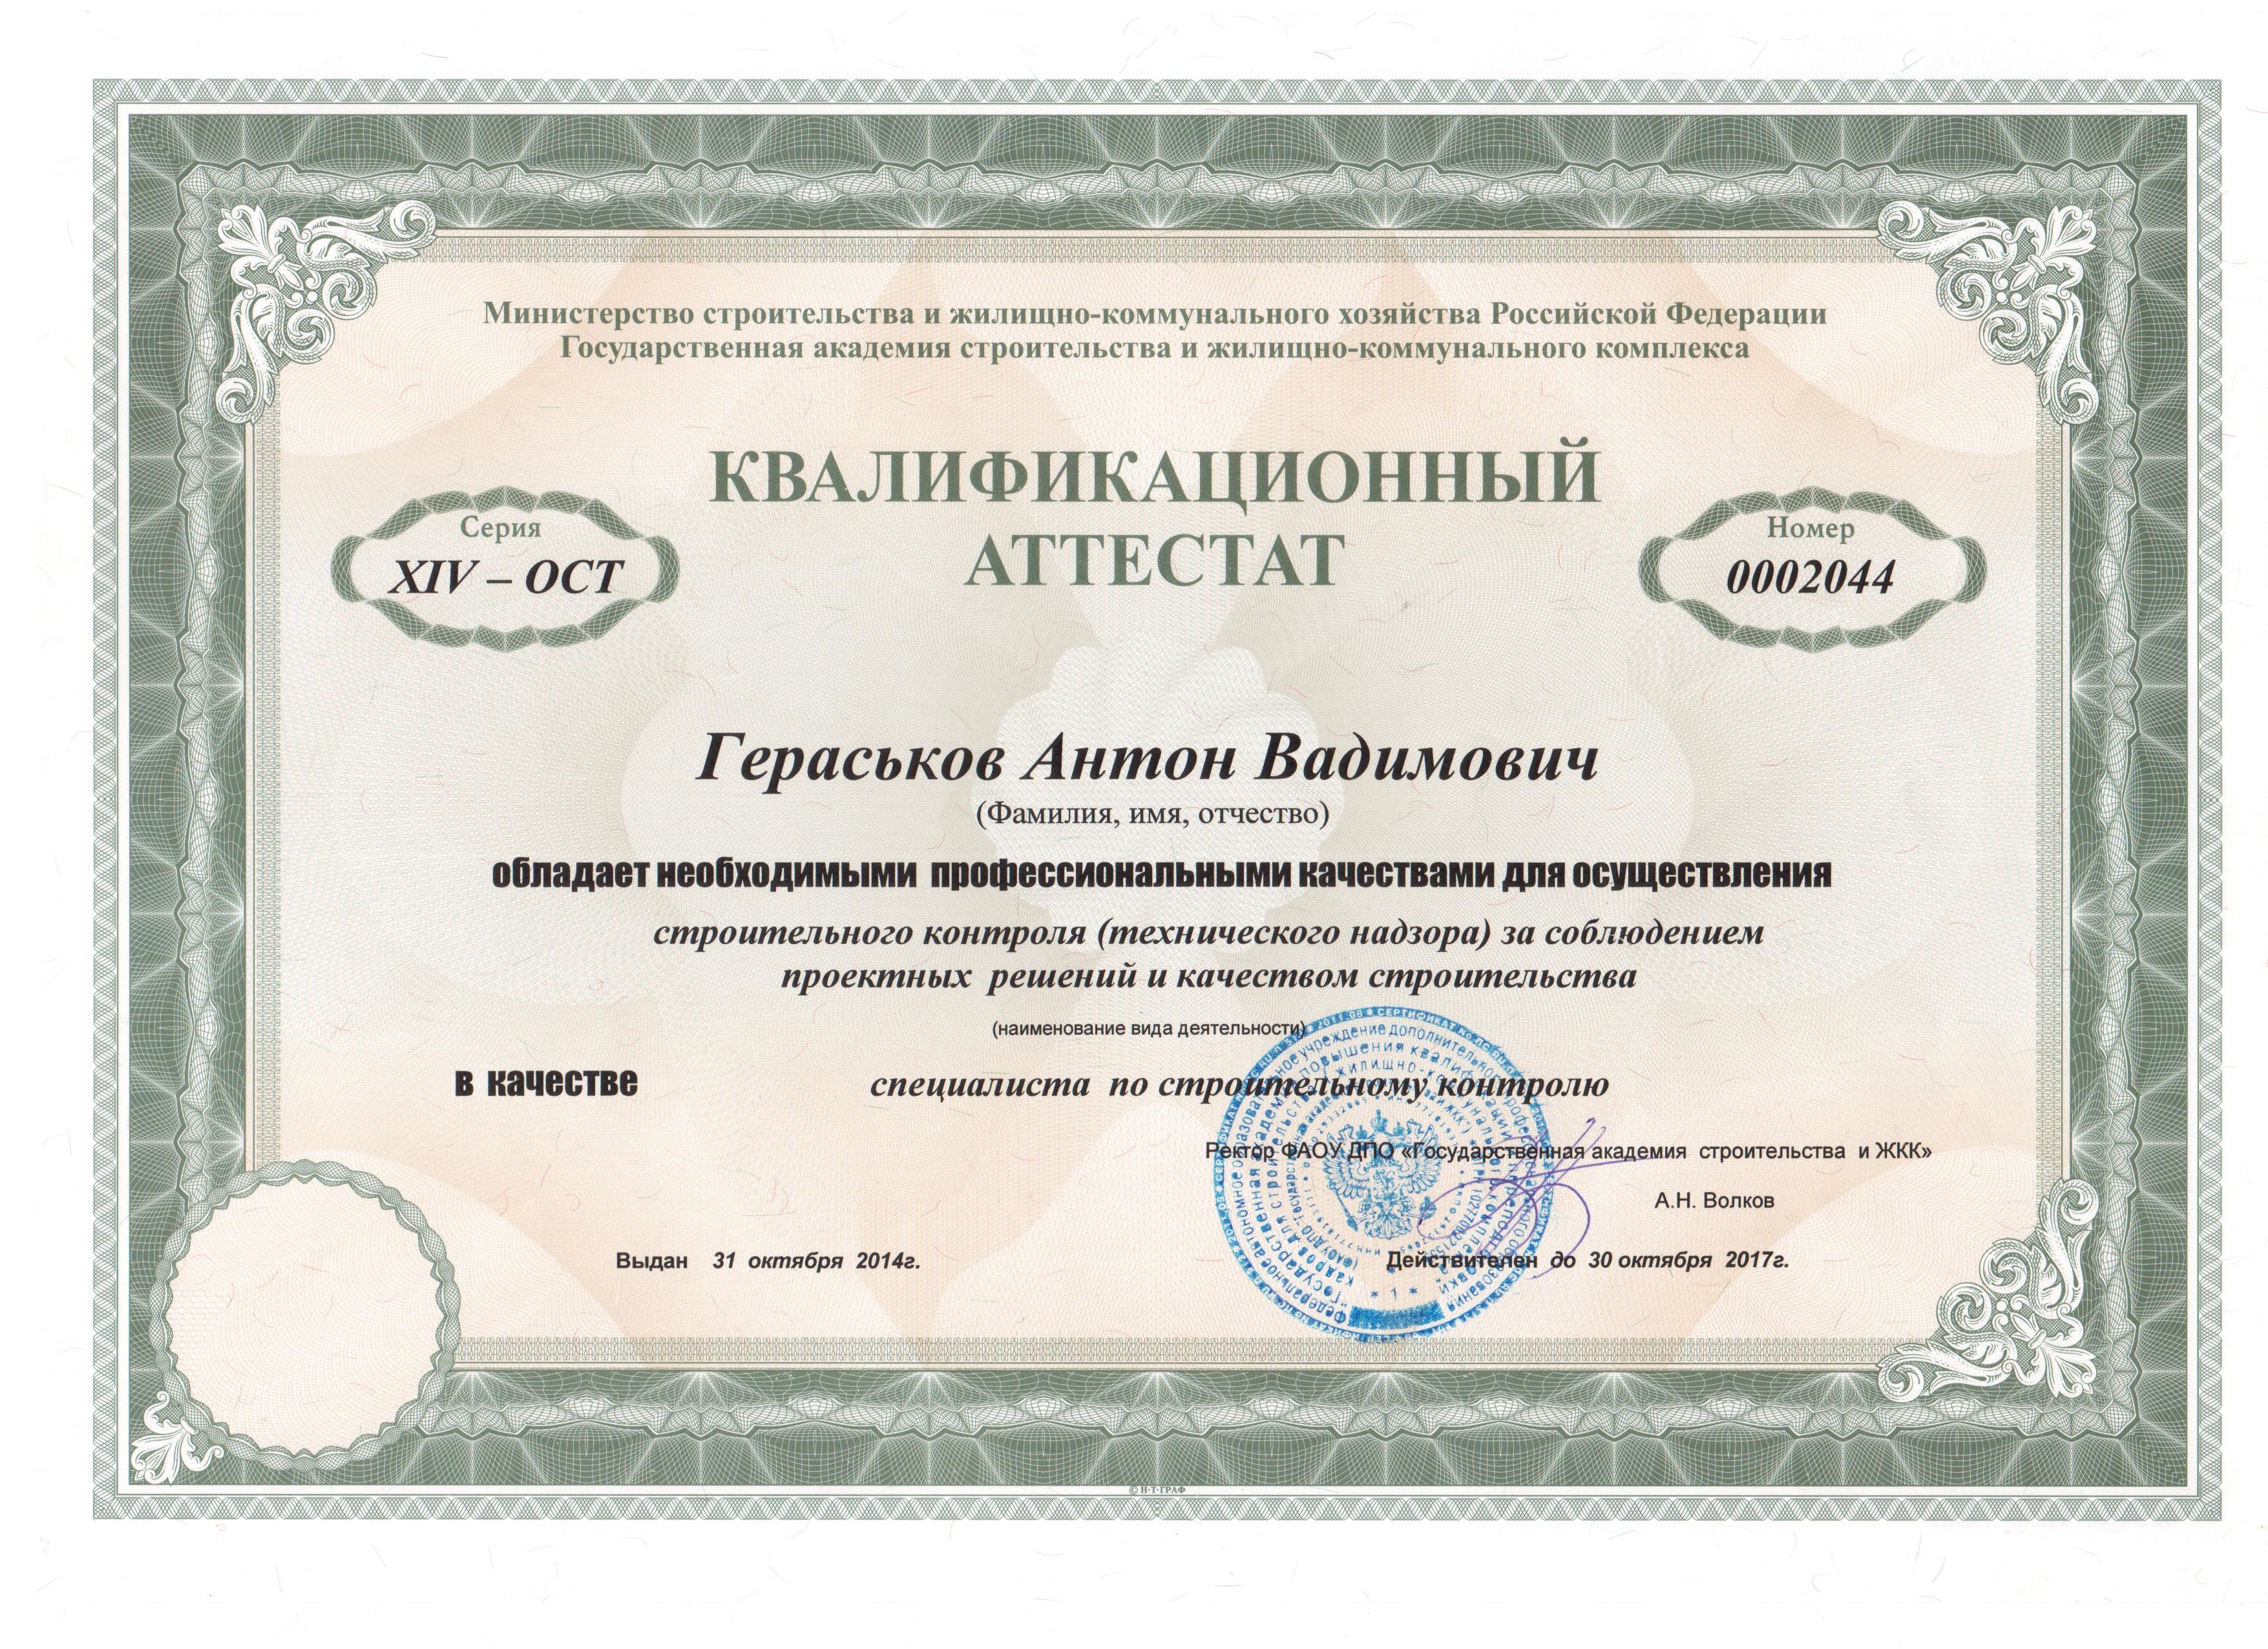 Министерство строительства и жилищно-коммунального хозяйства Российской Федерации
Государственная академия строительства и жилищно-коммунального комплекса
КВАЛИФИКАЦИОННЫЙ
АТТЕСТАТ
Серия
XIV – ОСТ
Номер
0002044
Гераськов Антон Вадимович
(Фамилия, имя, отчество)
обладает необходимыми профессиональными качествами для осуществления
строительного контроля (технического надзора) за соблюдением
проектных решений и качеством строительства
(наименование вида деятельности)
в качестве специалиста по строительному контролю
Ректор ФАОУ ДПО «Государственная академия строительства и ЖКК»
А.Н. Волков
Выдан 31 октября 2014г.
Действителен до 30 октября 2017г.
* 1 *
© Н·Т·ГРАФ